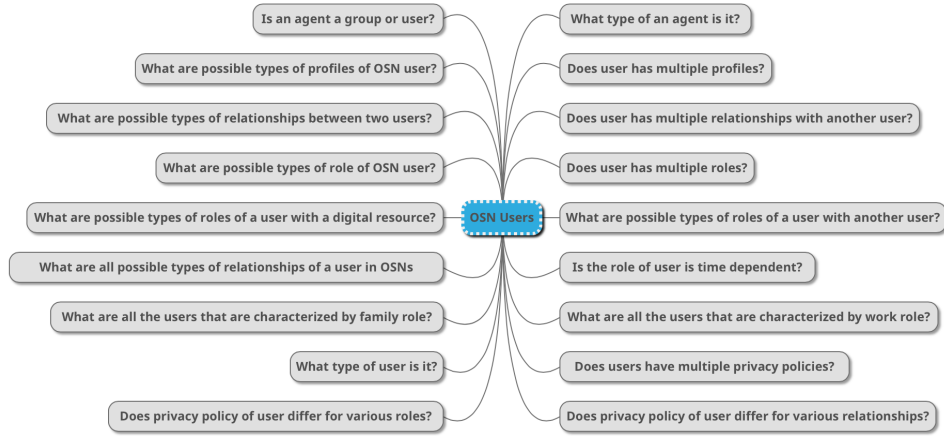 Is an agent a group or user?
What type of an agent is it?
What are possible types of profiles of OSN user?
Does user has multiple profiles?
What are possible types of relationships between two users?
Does user has multiple relationships with another user?
What are possible types of role of OSN user?
Does user has multiple roles?
What are possible types of roles of a user with a digital resource?
OSN Users
What are possible types of roles of a user with another user?
What are all possible types of relationships of a user in OSNs
Is the role of user is time dependent?
What are all the users that are characterized by family role?
What are all the users that are characterized by work role?
What type of user is it?
Does users have multiple privacy policies?
Does privacy policy of user differ for various roles?
Does privacy policy of user differ for various relationships?